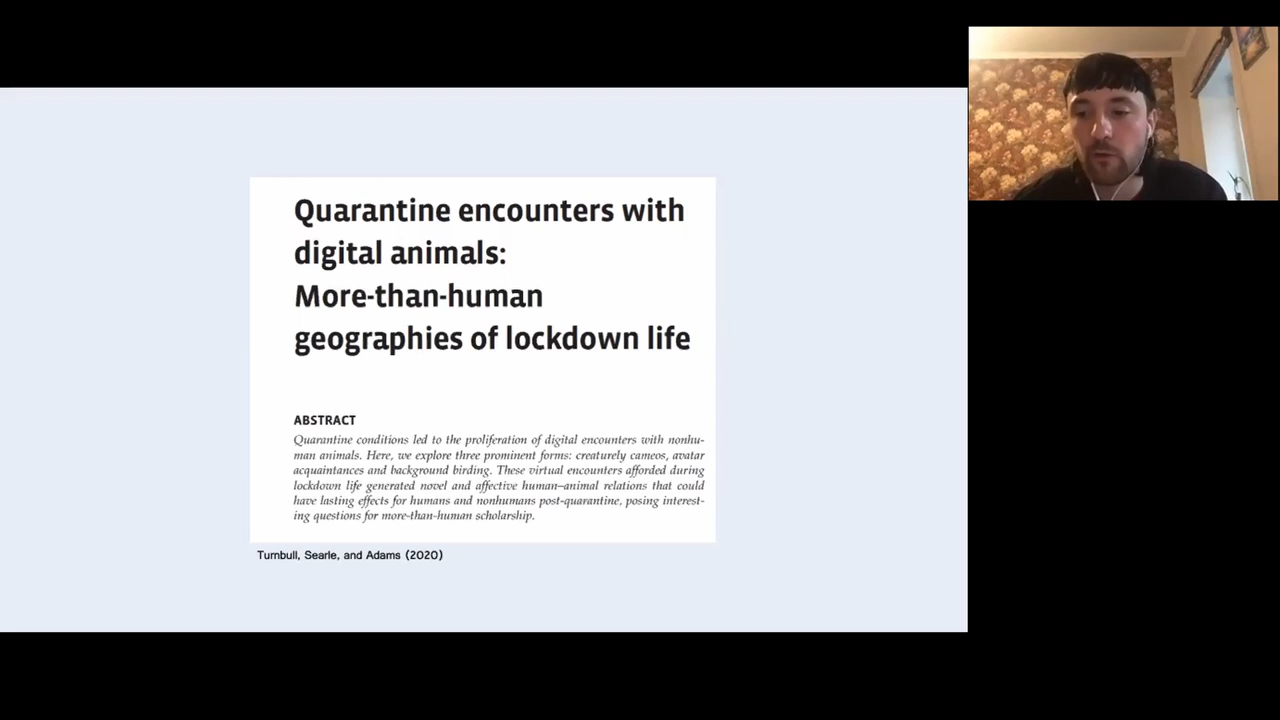 Quarantine encounters with
digital animals:
More-than-human
geographies of lockdown life
ABSTRACT
Quarantine conditions led to the proliferation of digital encounters with nonhu-
man animals. Here, we explore three prominent forms: creaturely cameos, avatar
acquaintances and background birding. These virtual encounters afforded during
lockdown life generated novel and affective human–animal relations that could
have lasting effects for humans and nonhumans post-quarantine, posing interest-
ing questions for more-than-human scholarship.
Turnbull, Searle, and Adams (2020)